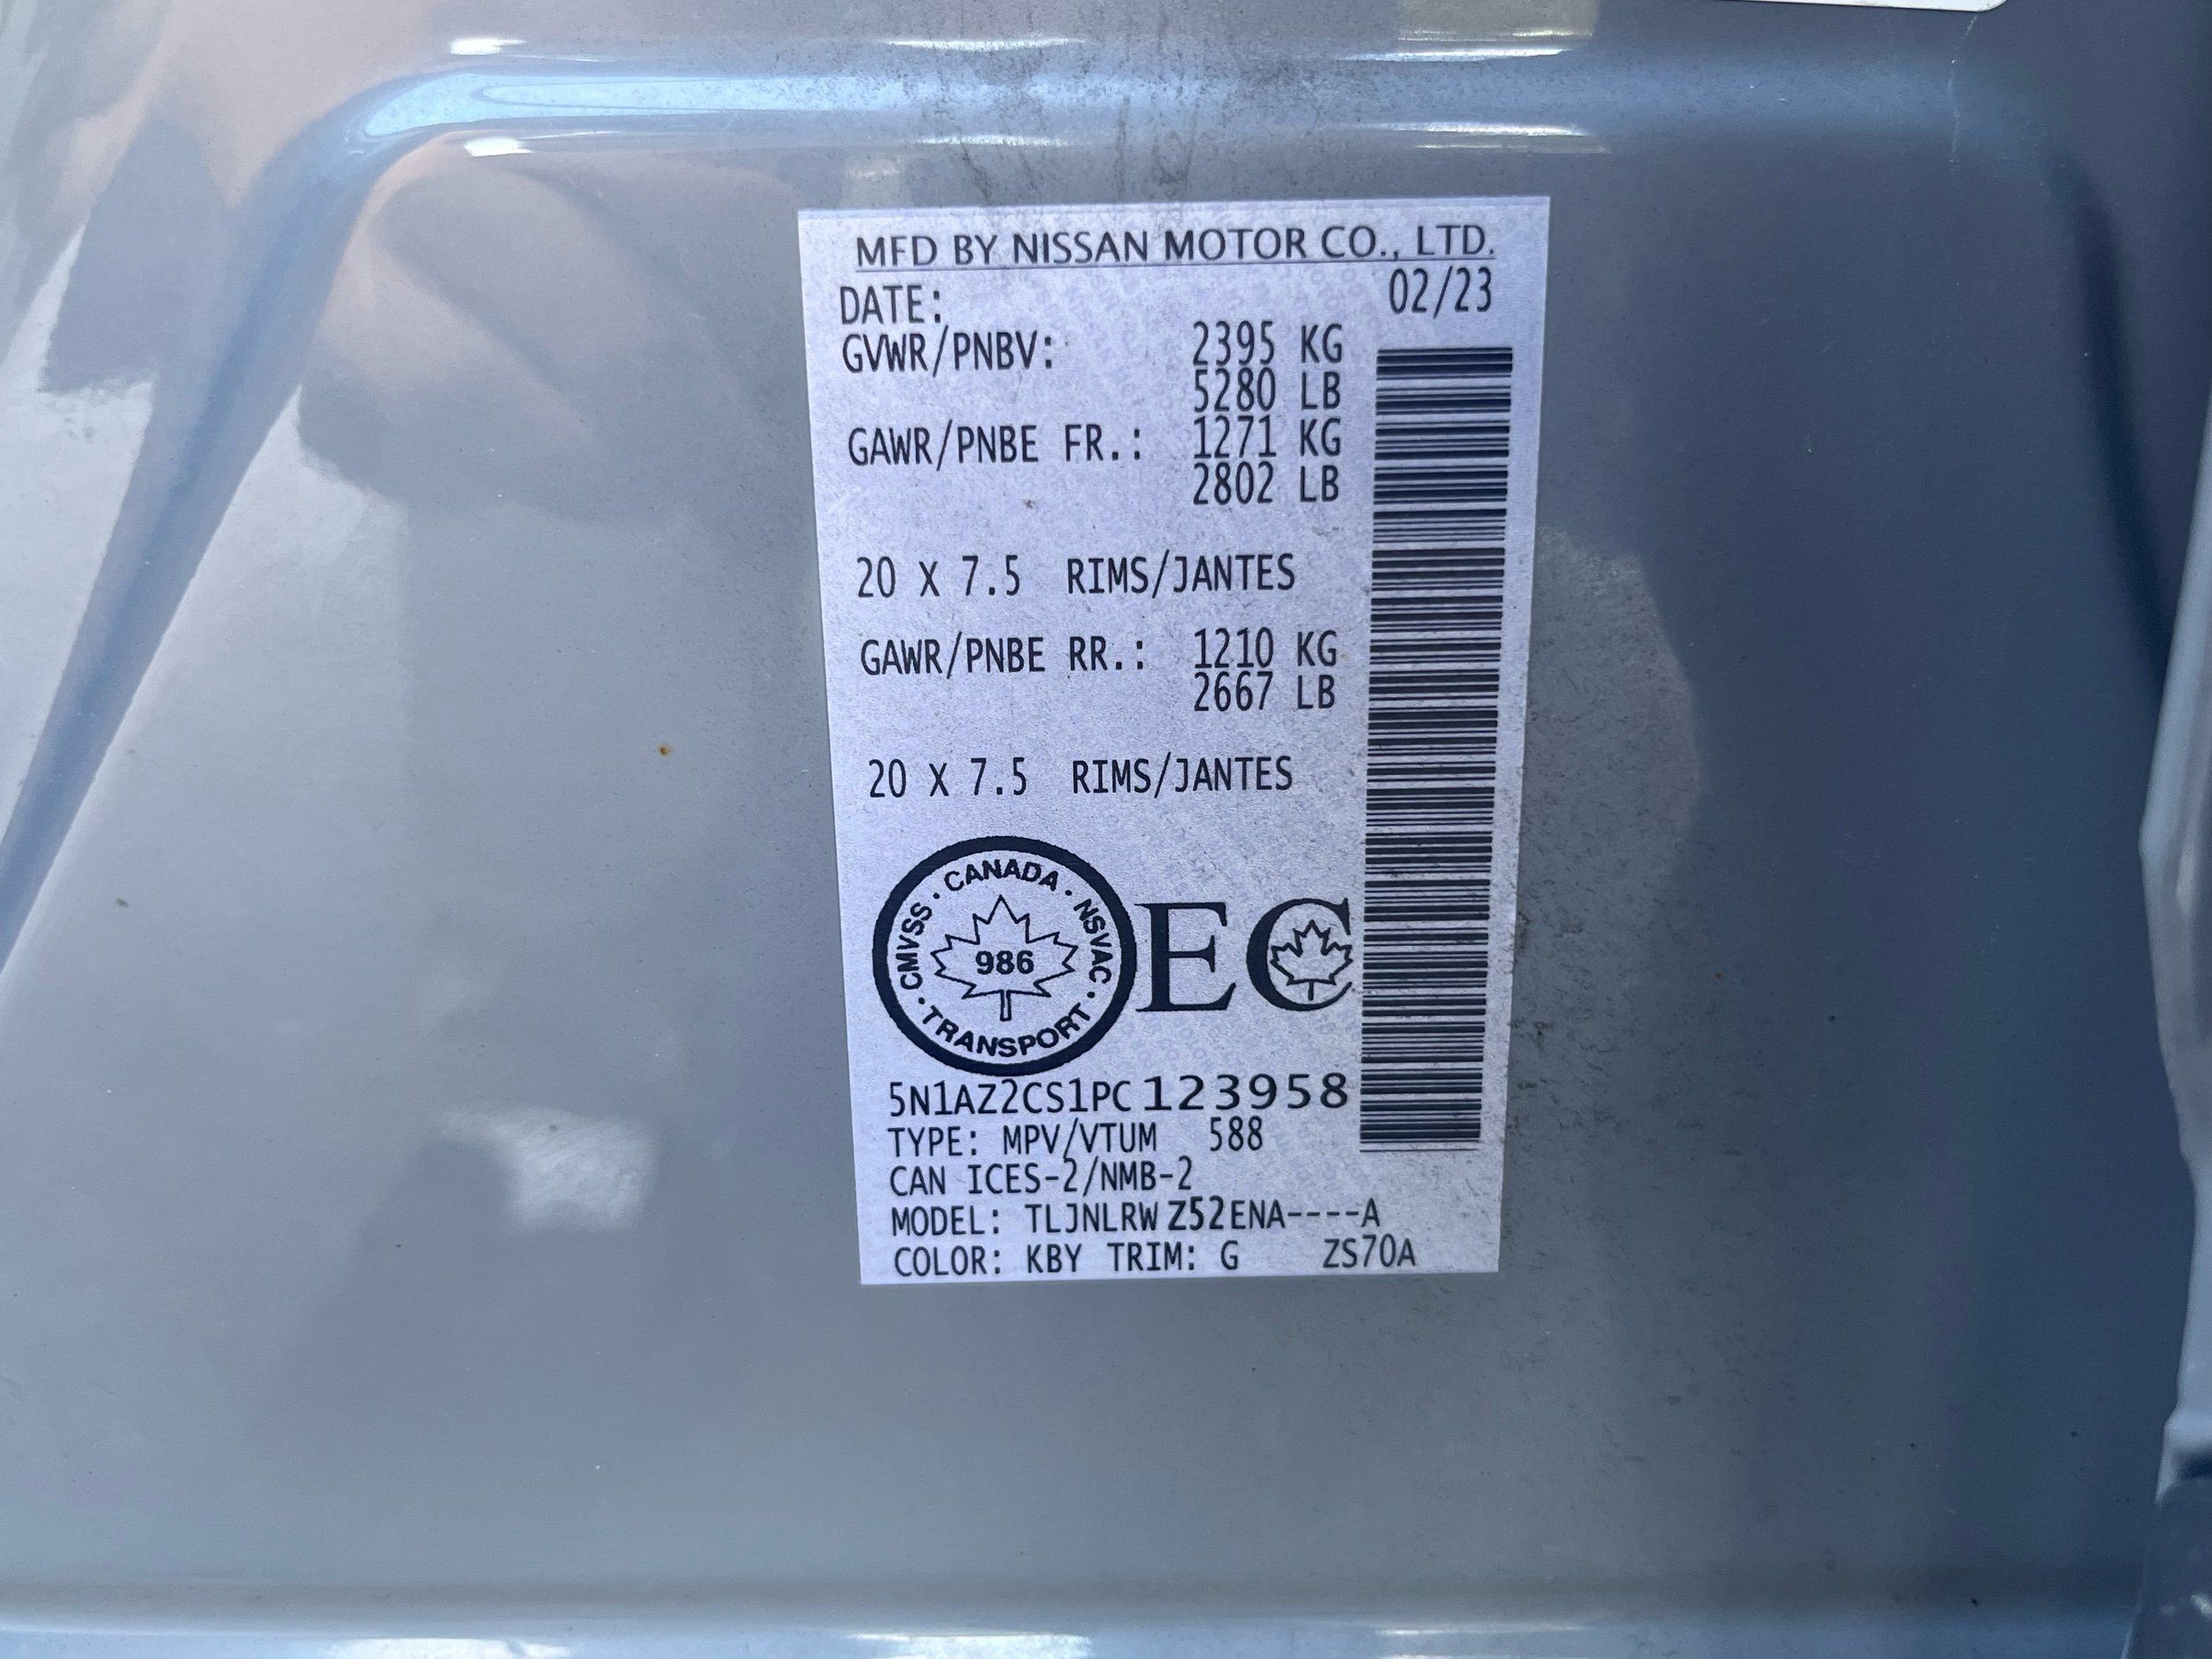 MFD BY NISSAN MOTOR CO., LTD.
DATE: 02/23
GVWR/PNBV: 2395 KG
5280 LB
GAWR/PNBE FR.: 1271 KG
2802 LB
20 X 7.5 RIMS/JANTES
GAWR/PNBE RR.: 1210 KG
2667 LB
20 X 7.5 RIMS/JANTES
CANADA · NSVAC · TRANSPORT · CMVSS ·
986
EC
5N1AZ2CS1PC123958
TYPE: MPV/VTUM 588
CAN ICES-2/NMB-2
MODEL: TLJNLRWZ52ENA----A
COLOR: KBY TRIM: G ZS70A